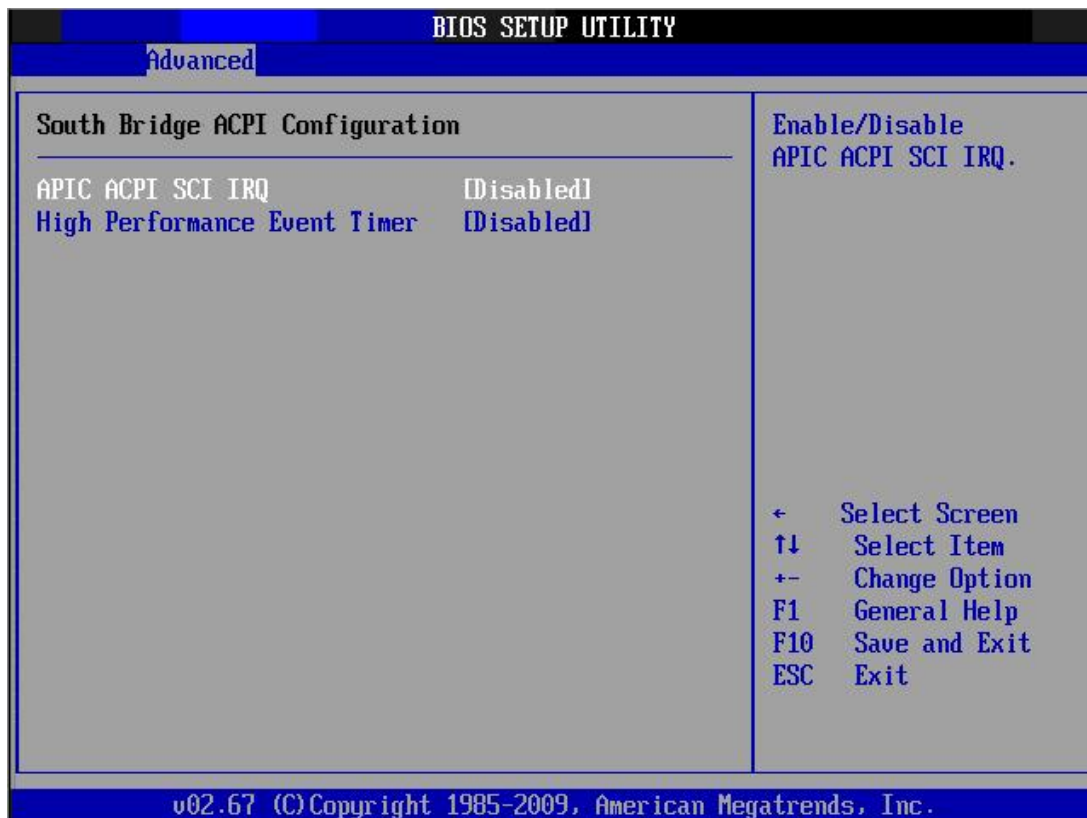 BIOS SETUP UTILITY
Advanced
South Bridge ACPI Configuration
APIC ACPI SCI IRQ [Disabled]
High Performance Event Timer [Disabled]
Enable/Disable
APIC ACPI SCI IRQ.
← Select Screen
↑↓ Select Item
+- Change Option
F1 General Help
F10 Save and Exit
ESC Exit
v02.67 (C)Copyright 1985-2009, American Megatrends, Inc.